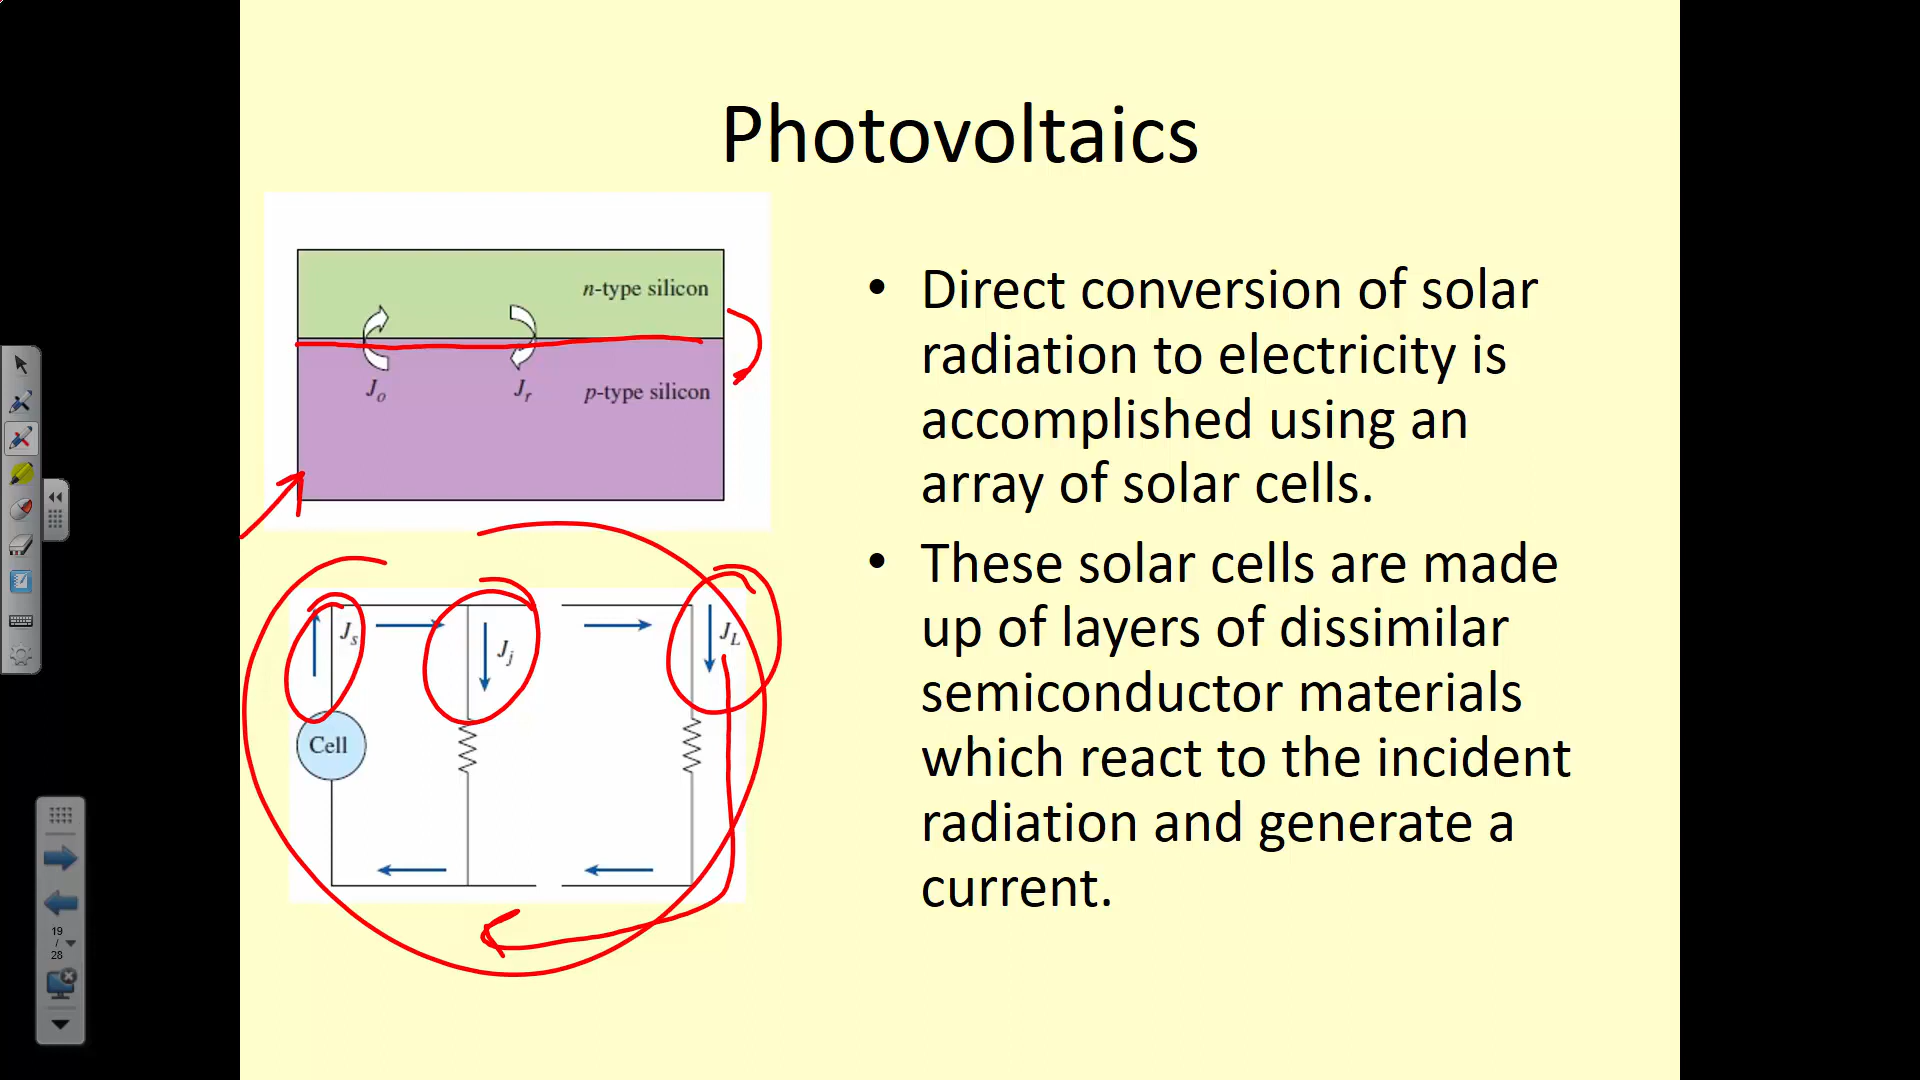 Photovoltaics
n-type silicon
J_o
J_r
p-type silicon
J_s
J_j
J_L
Cell
• Direct conversion of solar
radiation to electricity is
accomplished using an
array of solar cells.
• These solar cells are made
up of layers of dissimilar
semiconductor materials
which react to the incident
radiation and generate a
current.
19
/
28